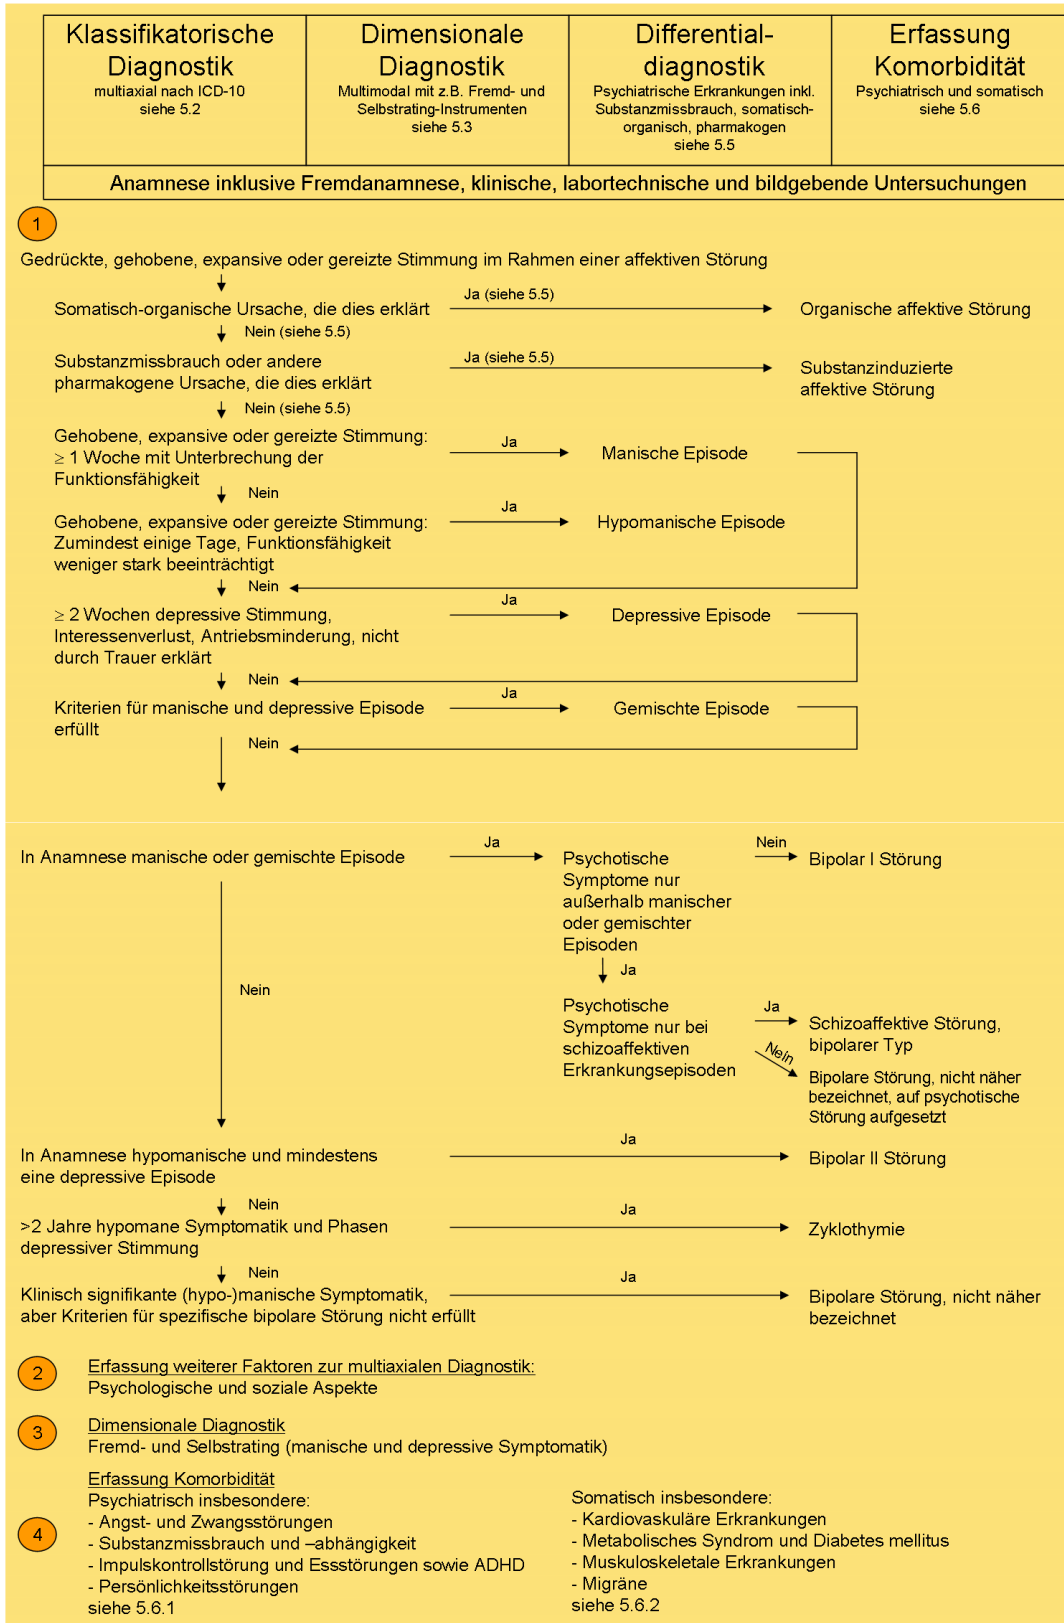 Klassifikatorische
Diagnostik
multiaxial nach ICD-10
siehe 5.2
Dimensionale
Diagnostik
Multimodal mit z.B. Fremd- und
Selbstrating-Instrumenten
siehe 5.3
Differential-
diagnostik
Psychiatrische Erkrankungen inkl.
Substanzmissbrauch, somatisch-
organisch, pharmakogen
siehe 5.5
Erfassung
Komorbidität
Psychiatrisch und somatisch
siehe 5.6
Anamnese inklusive Fremdanamnese, klinische, labortechnische und bildgebende Untersuchungen
1
Gedrückte, gehobene, expansive oder gereizte Stimmung im Rahmen einer affektiven Störung
Somatisch-organische Ursache, die dies erklärt
Ja (siehe 5.5)
Organische affektive Störung
Nein (siehe 5.5)
Substanzmissbrauch oder andere
pharmakogene Ursache, die dies erklärt
Ja (siehe 5.5)
Substanzinduzierte
affektive Störung
Nein (siehe 5.5)
Gehobene, expansive oder gereizte Stimmung:
≥ 1 Woche mit Unterbrechung der
Funktionsfähigkeit
Ja
Manische Episode
Nein
Gehobene, expansive oder gereizte Stimmung:
Zumindest einige Tage, Funktionsfähigkeit
weniger stark beeinträchtigt
Ja
Hypomanische Episode
Nein
≥ 2 Wochen depressive Stimmung,
Interessenverlust, Antriebsminderung, nicht
durch Trauer erklärt
Ja
Depressive Episode
Nein
Kriterien für manische und depressive Episode
erfüllt
Ja
Gemischte Episode
Nein
In Anamnese manische oder gemischte Episode
Ja
Psychotische
Symptome nur
außerhalb manischer
oder gemischter
Episoden
Nein
Bipolar I Störung
Ja
Nein
Psychotische
Symptome nur bei
schizoaffektiven
Erkrankungsepisoden
Ja
Schizoaffektive Störung,
bipolarer Typ
Nein
Bipolare Störung, nicht näher
bezeichnet, auf psychotische
Störung aufgesetzt
In Anamnese hypomanische und mindestens
eine depressive Episode
Ja
Bipolar II Störung
Nein
>2 Jahre hypomane Symptomatik und Phasen
depressiver Stimmung
Ja
Zyklothymie
Nein
Klinisch signifikante (hypo-)manische Symptomatik,
aber Kriterien für spezifische bipolare Störung nicht erfüllt
Ja
Bipolare Störung, nicht näher
bezeichnet
2
Erfassung weiterer Faktoren zur multiaxialen Diagnostik:
Psychologische und soziale Aspekte
3
Dimensionale Diagnostik
Fremd- und Selbstrating (manische und depressive Symptomatik)
4
Erfassung Komorbidität
Psychiatrisch insbesondere:
- Angst- und Zwangsstörungen
- Substanzmissbrauch und –abhängigkeit
- Impulskontrollstörung und Essstörungen sowie ADHD
- Persönlichkeitsstörungen
siehe 5.6.1
Somatisch insbesondere:
- Kardiovaskuläre Erkrankungen
- Metabolisches Syndrom und Diabetes mellitus
- Muskuloskeletale Erkrankungen
- Migräne
siehe 5.6.2